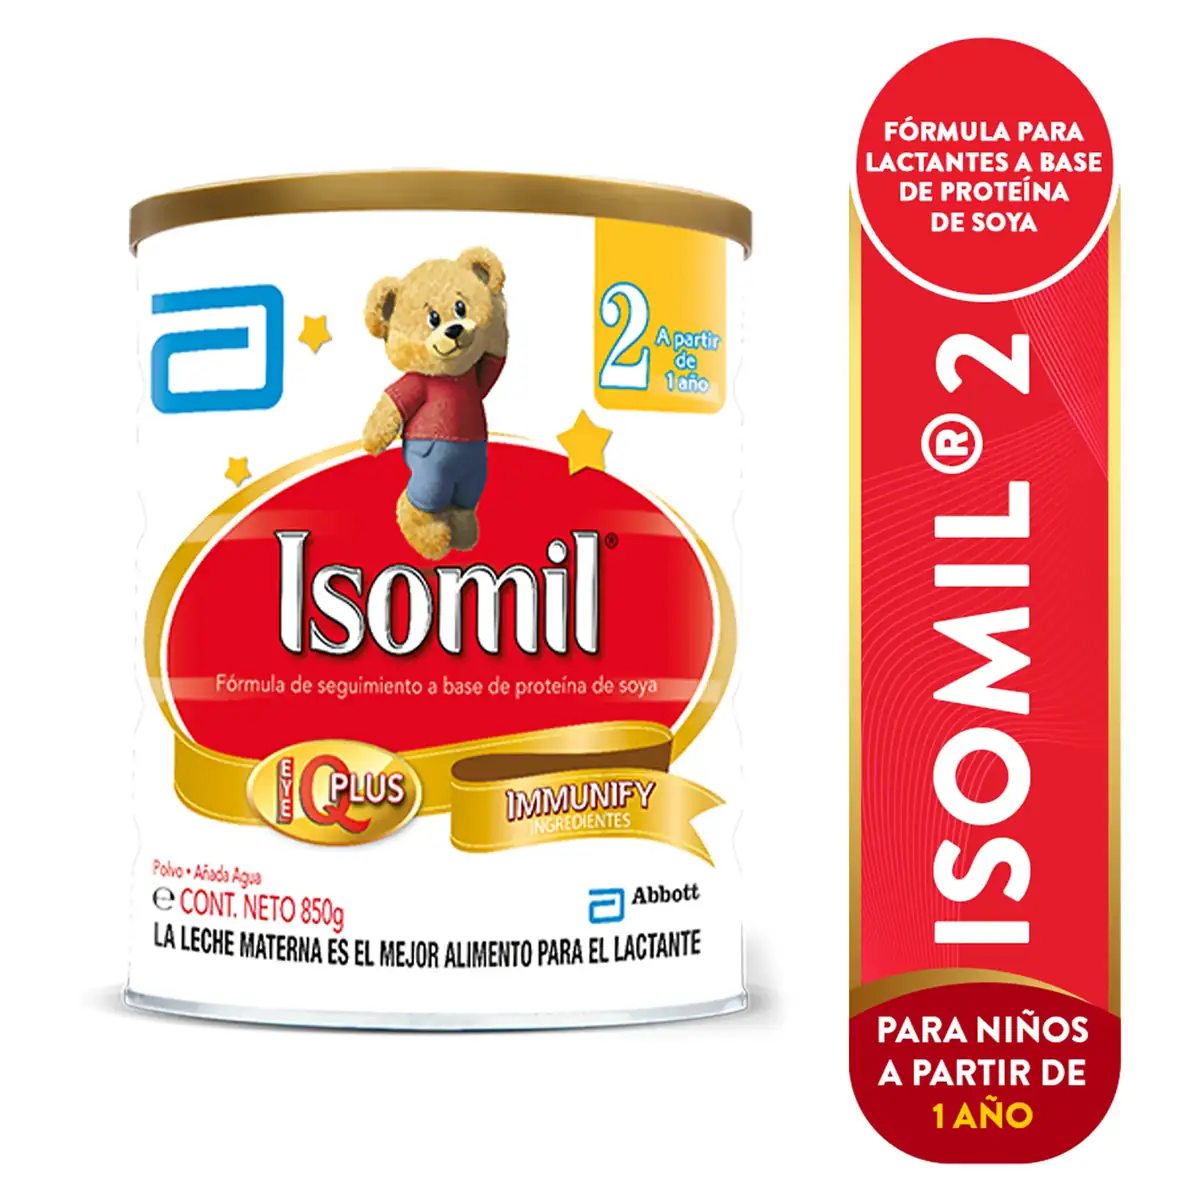 2
A partir
de
1 año
Isomil®
Fórmula de seguimiento a base de proteína de soya
EYE
IQ PLUS
IMMUNIFY
INGREDIENTES
Polvo • Añada Agua
℮ CONT. NETO 850g
Abbott
LA LECHE MATERNA ES EL MEJOR ALIMENTO PARA EL LACTANTE
FÓRMULA PARA
LACTANTES A BASE
DE PROTEÍNA
DE SOYA
ISOMIL® 2
PARA NIÑOS
A PARTIR DE
1 AÑO